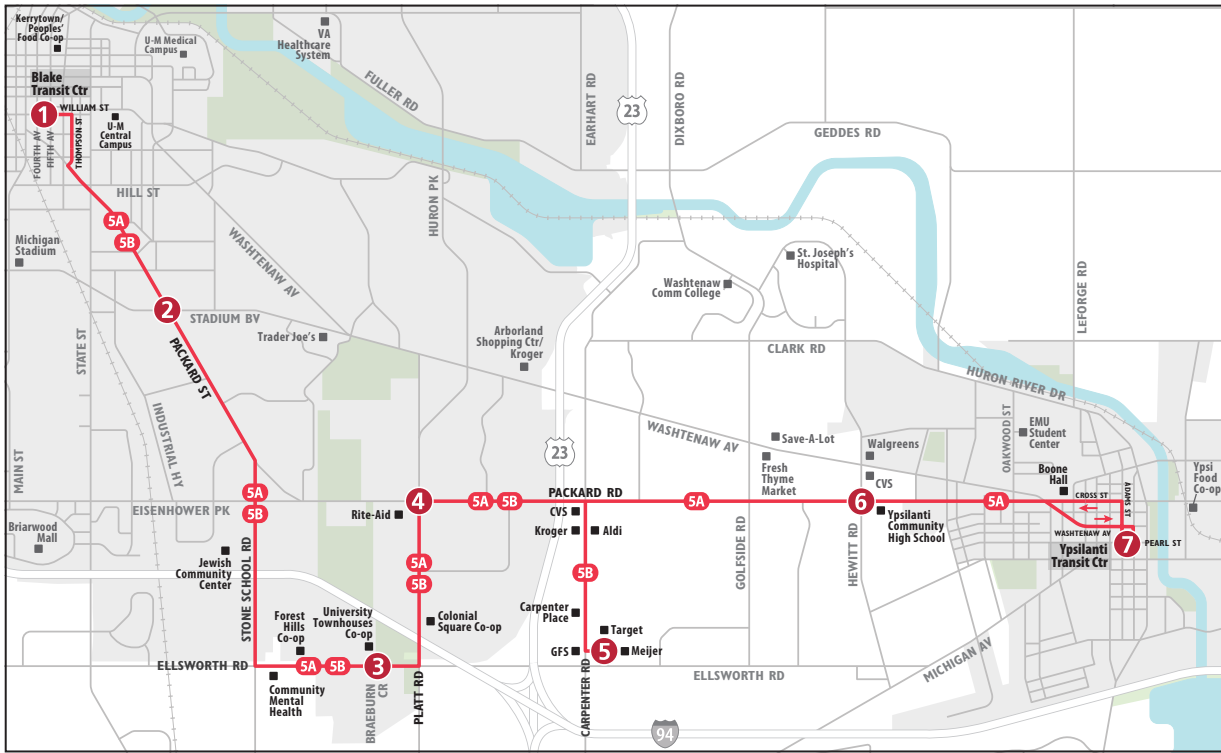 Kerrytown/
Peoples'
Food Co-op
U-M Medical
Campus
VA
Healthcare
System
FULLER RD
EARHART RD
23
DIXBORO RD
GEDDES RD
Blake
Transit Ctr
1
WILLIAM ST
THOMPSON ST
FOURTH AV
FIFTH AV
U-M
Central
Campus
HILL ST
HURON PK
5A
5B
Michigan
Stadium
WASHTENAW AV
St. Joseph's
Hospital
Washtenaw
Comm College
LEFORGE RD
2
STADIUM BV
STATE ST
PACKARD ST
Trader Joe's
Arborland
Shopping Ctr/
Kroger
CLARK RD
HURON RIVER DR
INDUSTRIAL HY
MAIN ST
WASHTENAW AV
23
Save-A-Lot
Fresh
Thyme
Market
Walgreens
CVS
OAKWOOD ST
EMU
Student
Center
Boone
Hall
Ypsi
Food
Co-op
5A
5B
EISENHOWER PK
Rite-Aid
4
5A
5B
PACKARD RD
5A
6
5A
CROSS ST
ADAMS ST
WASHTENAW AV
7
PEARL ST
Ypsilanti
Transit Ctr
Ypsilanti
Community
High School
CVS
Kroger
Aldi
Briarwood
Mall
Jewish
Community
Center
STONE SCHOOL RD
5A
5B
5B
GOLFSIDE RD
HEWITT RD
Forest
Hills
Co-op
University
Townhouses
Co-op
Colonial
Square Co-op
Carpenter
Place
Target
GFS
5
Meijer
ELLSWORTH RD
5A
5B
3
ELLSWORTH RD
MICHIGAN AV
Community
Mental
Health
BRAEBURN
CR
PLATT RD
CARPENTER RD
94